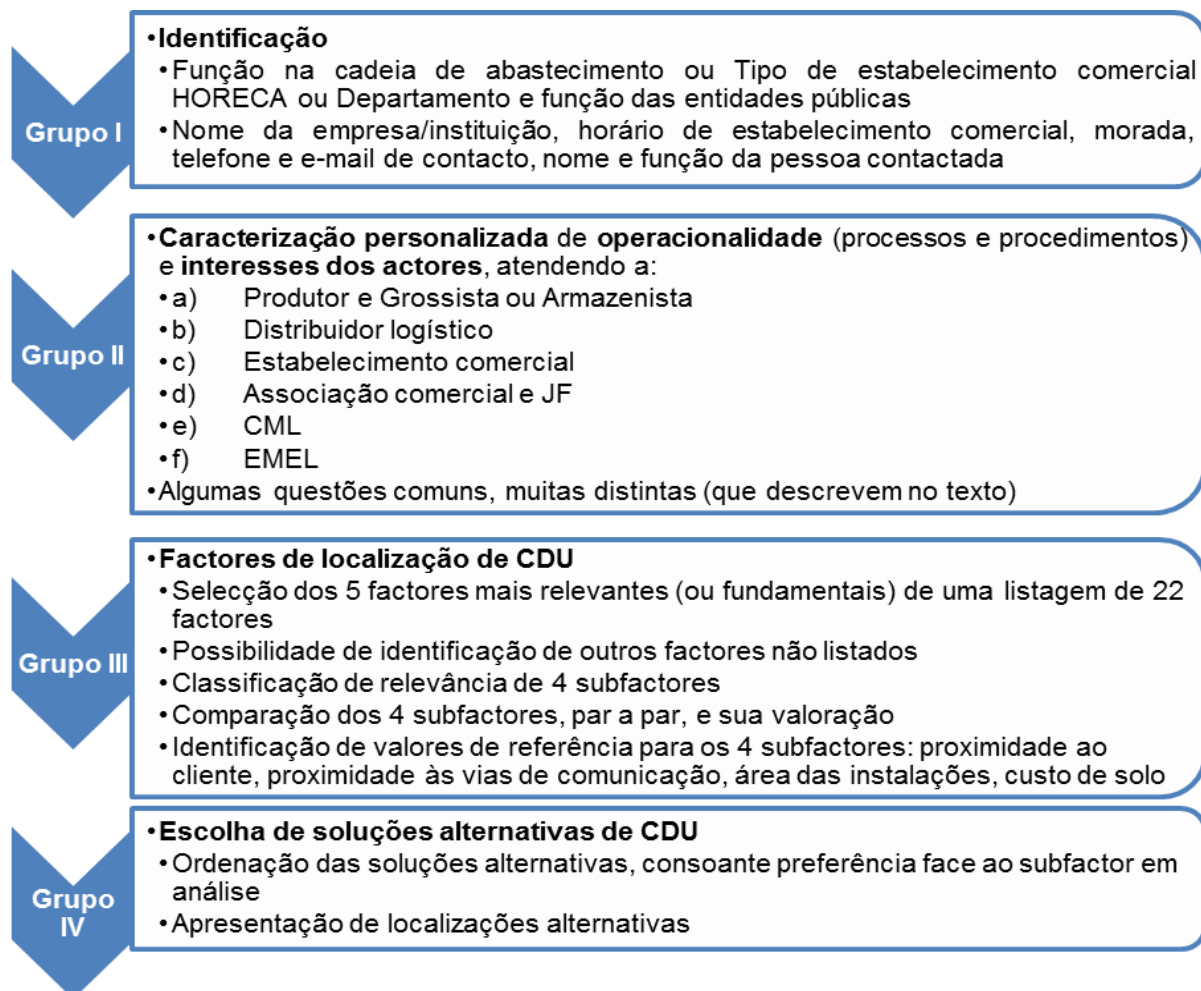 Grupo I
•Identificação
•Função na cadeia de abastecimento ou Tipo de estabelecimento comercial
HORECA ou Departamento e função das entidades públicas
•Nome da empresa/instituição, horário de estabelecimento comercial, morada,
telefone e e-mail de contacto, nome e função da pessoa contactada
Grupo II
•Caracterização personalizada de operacionalidade (processos e procedimentos)
e interesses dos actores, atendendo a:
•a) Produtor e Grossista ou Armazenista
•b) Distribuidor logístico
•c) Estabelecimento comercial
•d) Associação comercial e JF
•e) CML
•f) EMEL
•Algumas questões comuns, muitas distintas (que descrevem no texto)
Grupo III
•Factores de localização de CDU
•Selecção dos 5 factores mais relevantes (ou fundamentais) de uma listagem de 22
factores
•Possibilidade de identificação de outros factores não listados
•Classificação de relevância de 4 subfactores
•Comparação dos 4 subfactores, par a par, e sua valoração
•Identificação de valores de referência para os 4 subfactores: proximidade ao
cliente, proximidade às vias de comunicação, área das instalações, custo de solo
Grupo
IV
•Escolha de soluções alternativas de CDU
•Ordenação das soluções alternativas, consoante preferência face ao subfactor em
análise
•Apresentação de localizações alternativas